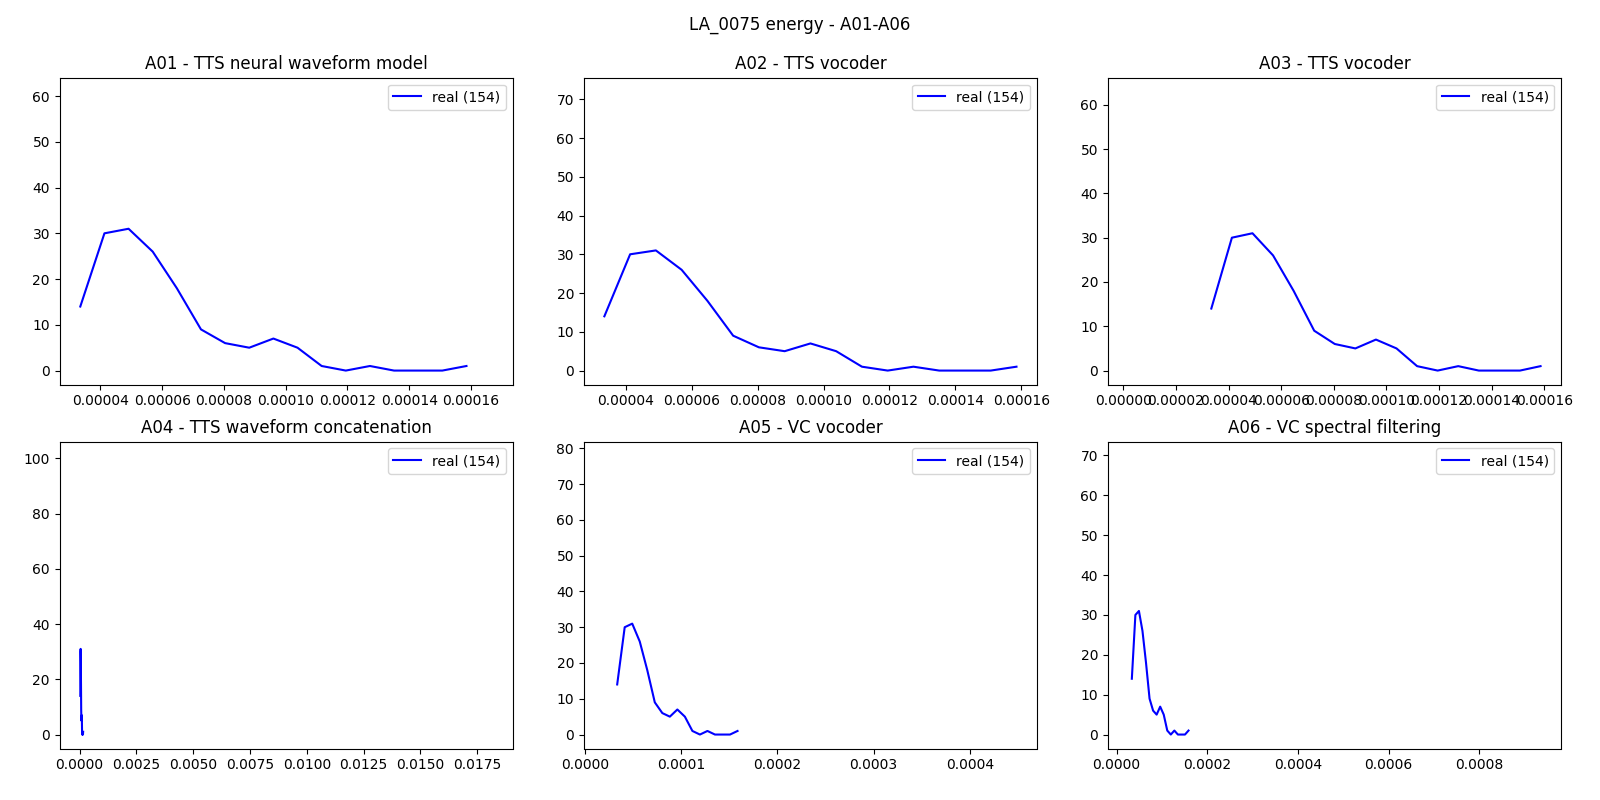 LA_0075 energy - A01-A06
A01 - TTS neural waveform model
real (154)
60
50
40
30
20
10
0
0.00004 0.00006 0.00008 0.00010 0.00012 0.00014 0.00016
A02 - TTS vocoder
real (154)
70
60
50
40
30
20
10
0
0.00004 0.00006 0.00008 0.00010 0.00012 0.00014 0.00016
A03 - TTS vocoder
real (154)
60
50
40
30
20
10
0
0.00000 0.00002 0.00004 0.00006 0.00008 0.00010 0.00012 0.00014 0.00016
A04 - TTS waveform concatenation
real (154)
100
80
60
40
20
0
0.0000 0.0025 0.0050 0.0075 0.0100 0.0125 0.0150 0.0175
A05 - VC vocoder
real (154)
80
70
60
50
40
30
20
10
0
0.0000 0.0001 0.0002 0.0003 0.0004
A06 - VC spectral filtering
real (154)
70
60
50
40
30
20
10
0
0.0000 0.0002 0.0004 0.0006 0.0008